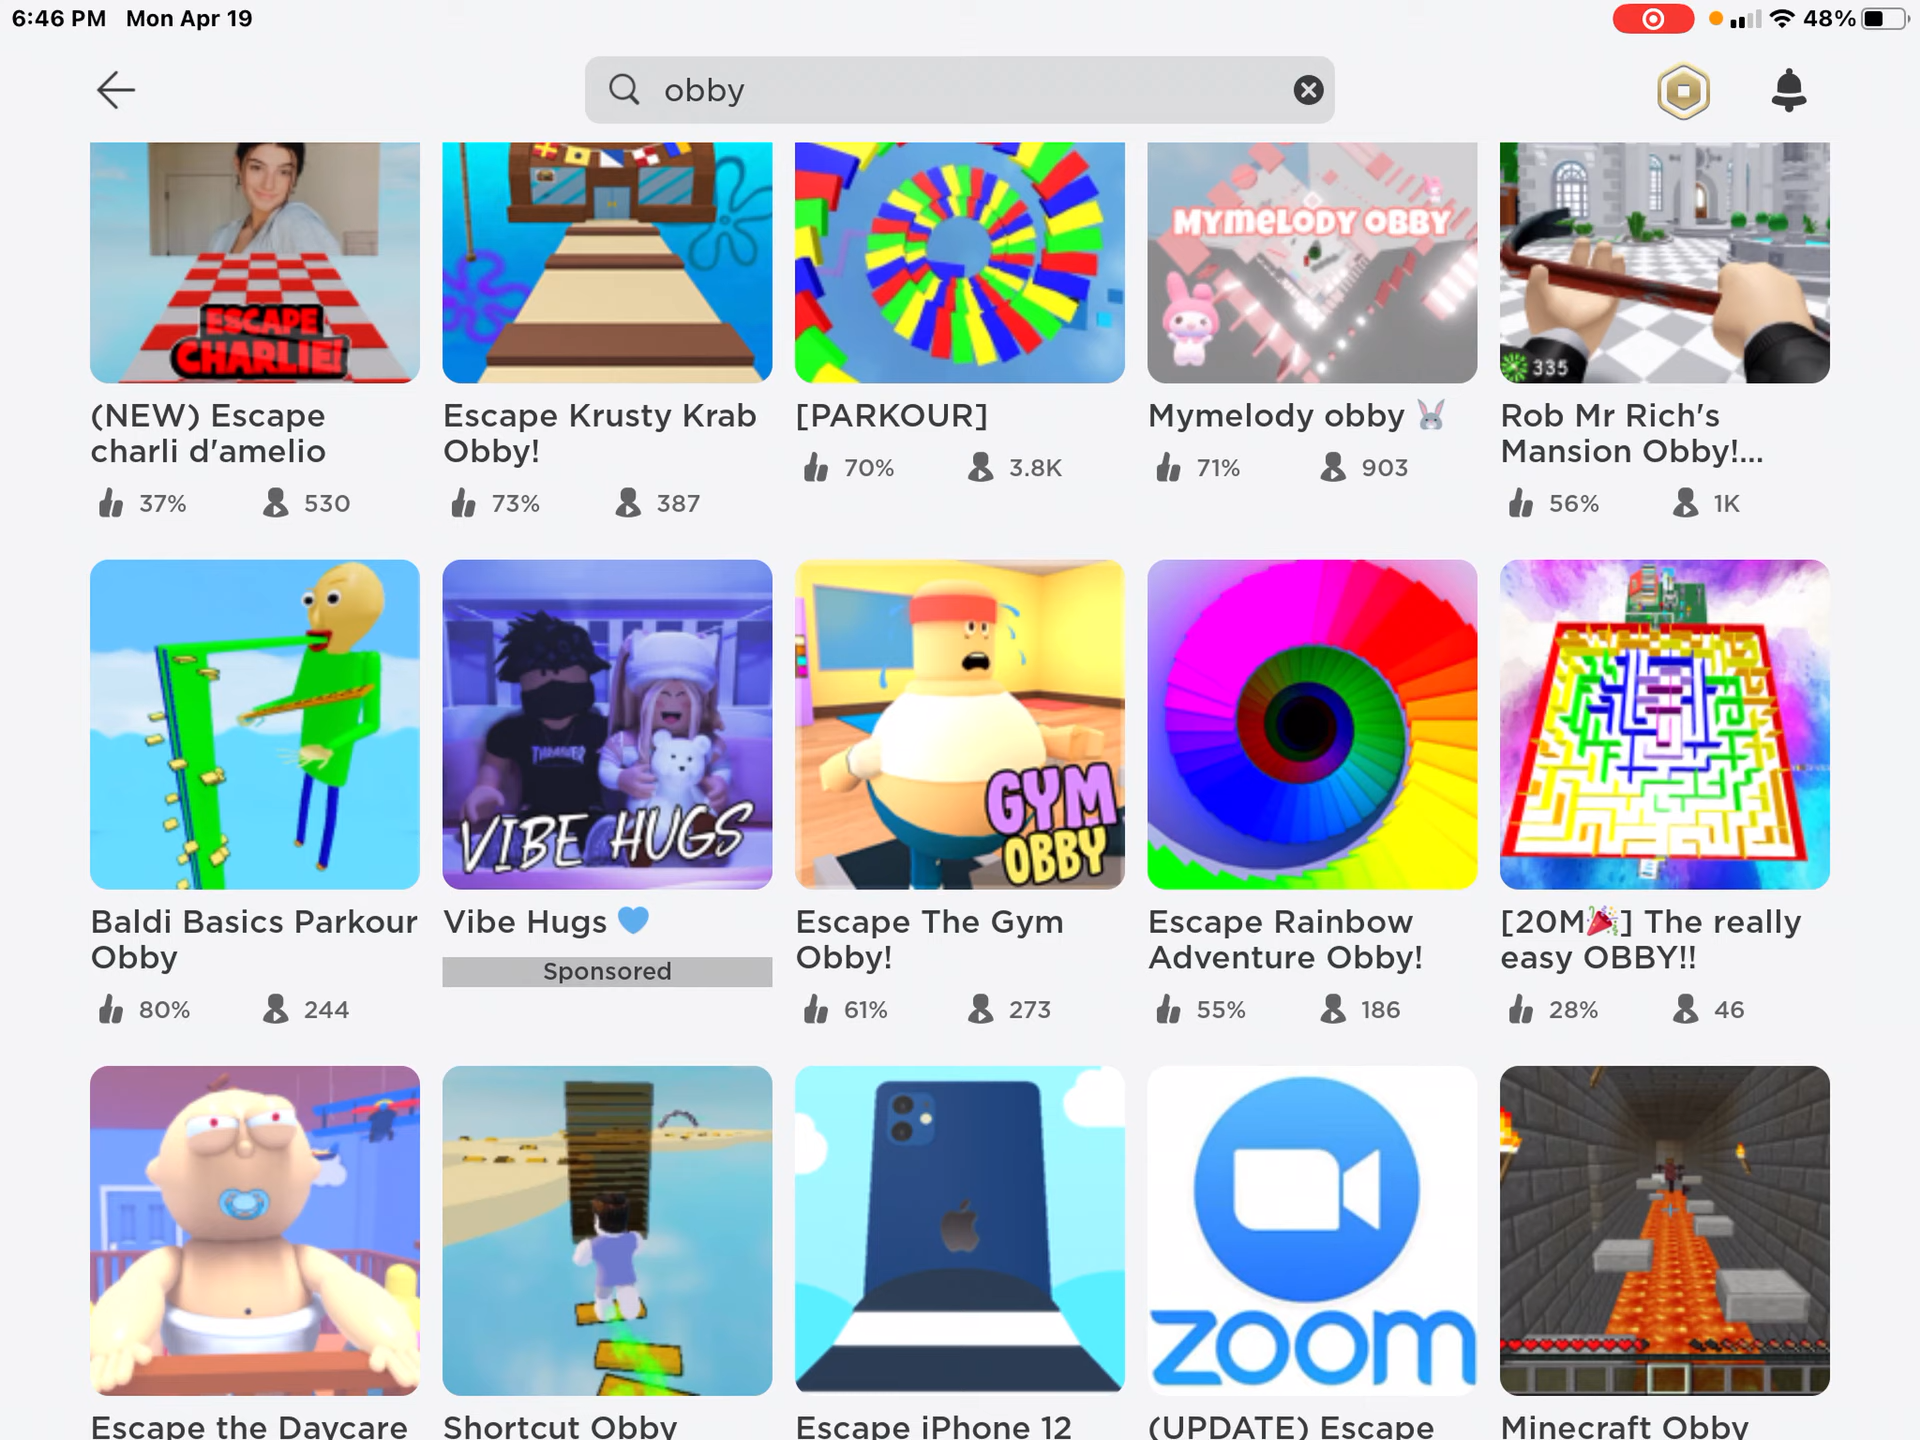 6:46 PM Mon Apr 19
48%
obby
ESCAPE
CHARLIE!
MYMELODY OBBY
335
(NEW) Escape
charli d'amelio
37% 530
Escape Krusty Krab
Obby!
73% 387
[PARKOUR]
70% 3.8K
Mymelody obby 🐰
71% 903
Rob Mr Rich's
Mansion Obby!...
56% 1K
THRASHER
VIBE HUGS
GYM
OBBY
Baldi Basics Parkour
Obby
80% 244
Vibe Hugs 💙
Sponsored
Escape The Gym
Obby!
61% 273
Escape Rainbow
Adventure Obby!
55% 186
[20M🎉] The really
easy OBBY!!
28% 46
zoom
Escape the Daycare
Shortcut Obby
Escape iPhone 12
(UPDATE) Escape
Minecraft Obby